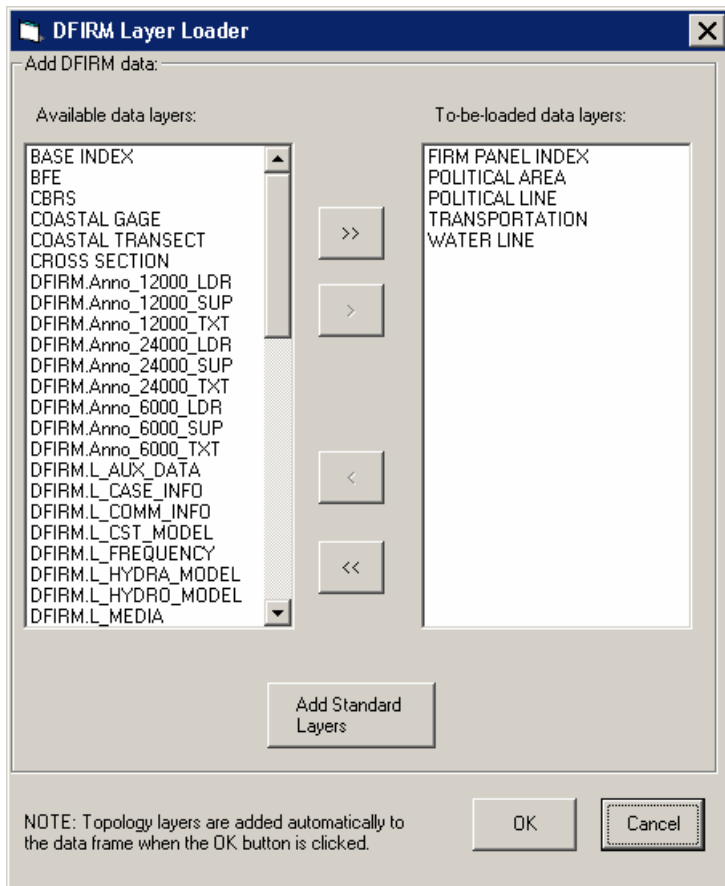 DFIRM Layer Loader
Add DFIRM data:
Available data layers:
BASE INDEX
BFE
CBRS
COASTAL GAGE
COASTAL TRANSECT
CROSS SECTION
DFIRM.Anno_12000_LDR
DFIRM.Anno_12000_SUP
DFIRM.Anno_12000_TXT
DFIRM.Anno_24000_LDR
DFIRM.Anno_24000_SUP
DFIRM.Anno_24000_TXT
DFIRM.Anno_6000_LDR
DFIRM.Anno_6000_SUP
DFIRM.Anno_6000_TXT
DFIRM.L_AUX_DATA
DFIRM.L_CASE_INFO
DFIRM.L_COMM_INFO
DFIRM.L_CST_MODEL
DFIRM.L_FREQUENCY
DFIRM.L_HYDRA_MODEL
DFIRM.L_HYDRO_MODEL
DFIRM.L_MEDIA
>>
>
<
<<
To-be-loaded data layers:
FIRM PANEL INDEX
POLITICAL AREA
POLITICAL LINE
TRANSPORTATION
WATER LINE
Add Standard
Layers
NOTE: Topology layers are added automatically to
the data frame when the OK button is clicked.
OK
Cancel